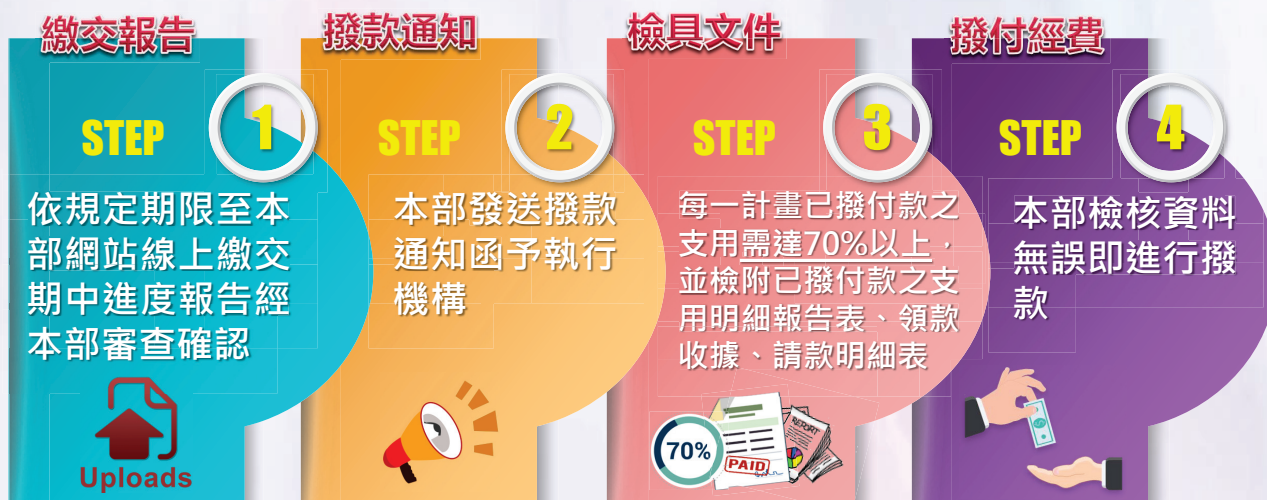 繳交報告
STEP 1
依規定期限至本
部網站線上繳交
期中進度報告經
本部審查確認
Uploads
撥款通知
STEP 2
本部發送撥款
通知函予執行
機構
檢具文件
STEP 3
每一計畫已撥付款之
支用需達70%以上，
並檢附已撥付款之支
用明細報告表、領款
收據、請款明細表
70%
PAID
REPORT
撥付經費
STEP 4
本部檢核資料
無誤即進行撥
款